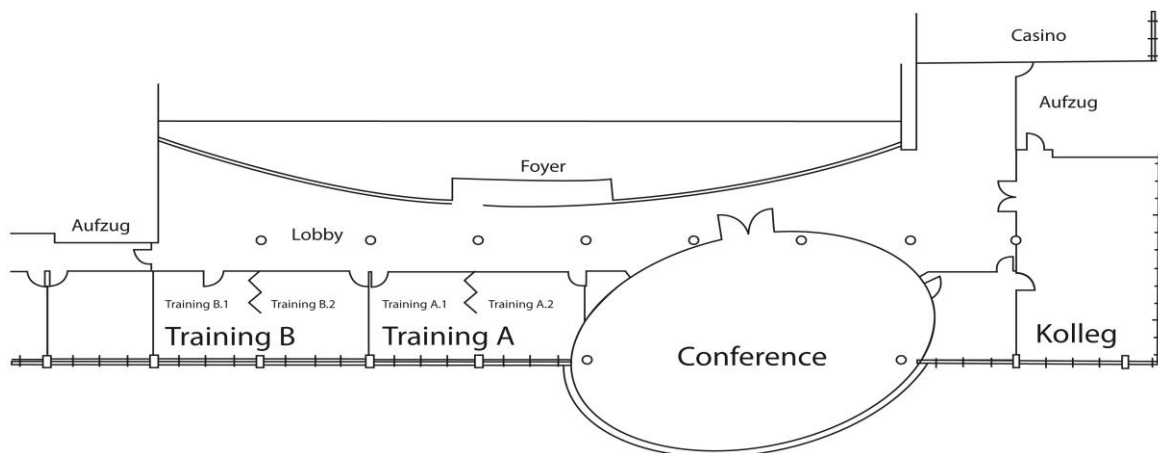 Casino
Aufzug
Foyer
Aufzug
Lobby
Training B.1
Training B.2
Training A.1
Training A.2
Training B
Training A
Conference
Kolleg